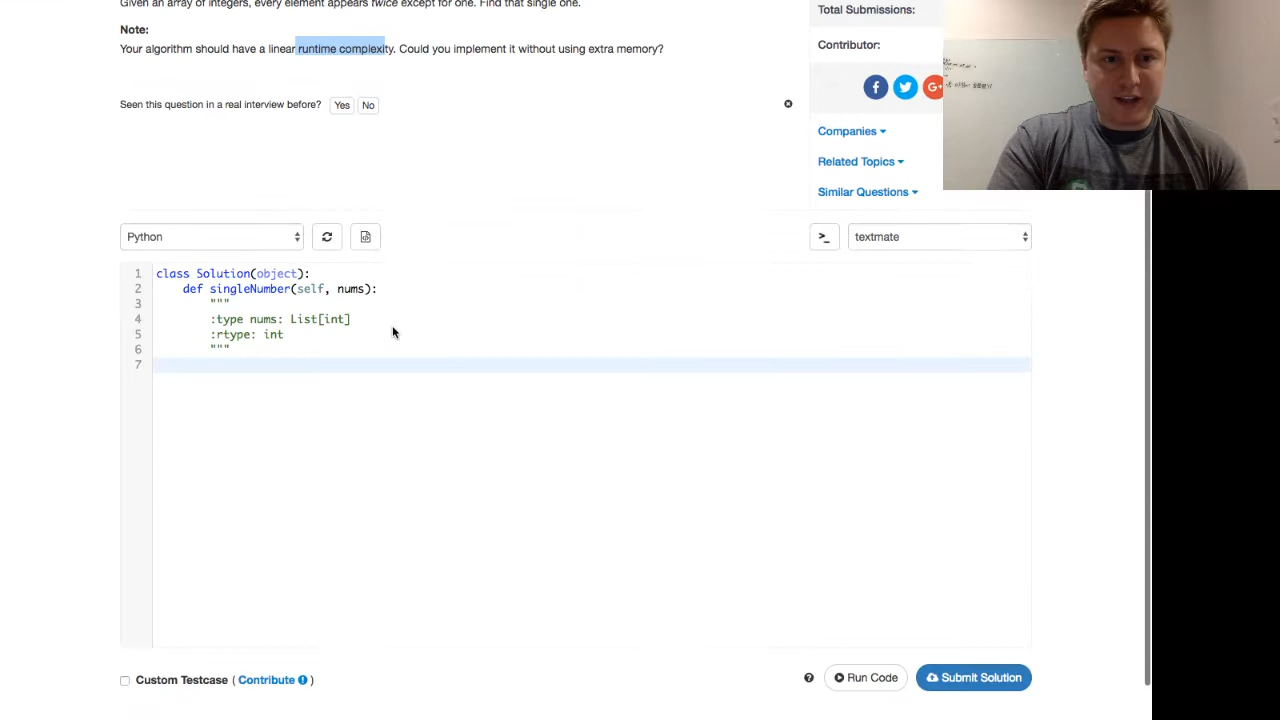 Given an array of integers, every element appears twice except for one. Find that single one.
Total Submissions:
Note:
Your algorithm should have a linear runtime complexity. Could you implement it without using extra memory?
Contributor:
Seen this question in a real interview before? Yes No
Companies
Related Topics
Similar Questions
Python
>_
textmate
1 class Solution(object):
2 def singleNumber(self, nums):
3 """
4 :type nums: List[int]
5 :rtype: int
6 """
7
Custom Testcase ( Contribute )
Run Code
Submit Solution